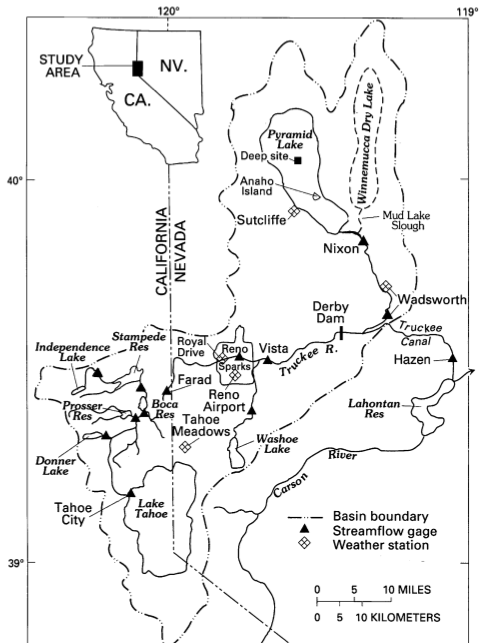 120°
119°
STUDY
AREA
NV.
CA.
Pyramid
Lake
Deep site
Winnemucca Dry Lake
40°
Anaho
Island
Sutcliffe
Mud Lake
Slough
Nixon
CALIFORNIA
NEVADA
Wadsworth
Derby
Dam
Truckee
Canal
Royal
Drive
Reno
Vista
Truckee R.
Stampede
Res
Independence
Lake
Sparks
Hazen
Farad
Reno
Airport
Boca
Res
Prosser
Res
Lahontan
Res
Tahoe
Meadows
Washoe
Lake
Donner
Lake
Carson River
Tahoe
City
Lake
Tahoe
Basin boundary
Streamflow gage
Weather station
39°
0 5 10 MILES
0 5 10 KILOMETERS